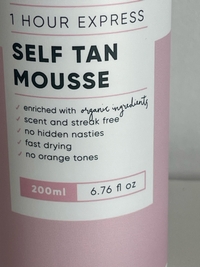 1 HOUR EXPRESS
SELF TAN
MOUSSE
✓ enriched with organic ingredients
✓ scent and streak free
✓ no hidden nasties
✓ fast drying
✓ no orange tones
200ml 6.76 fl oz